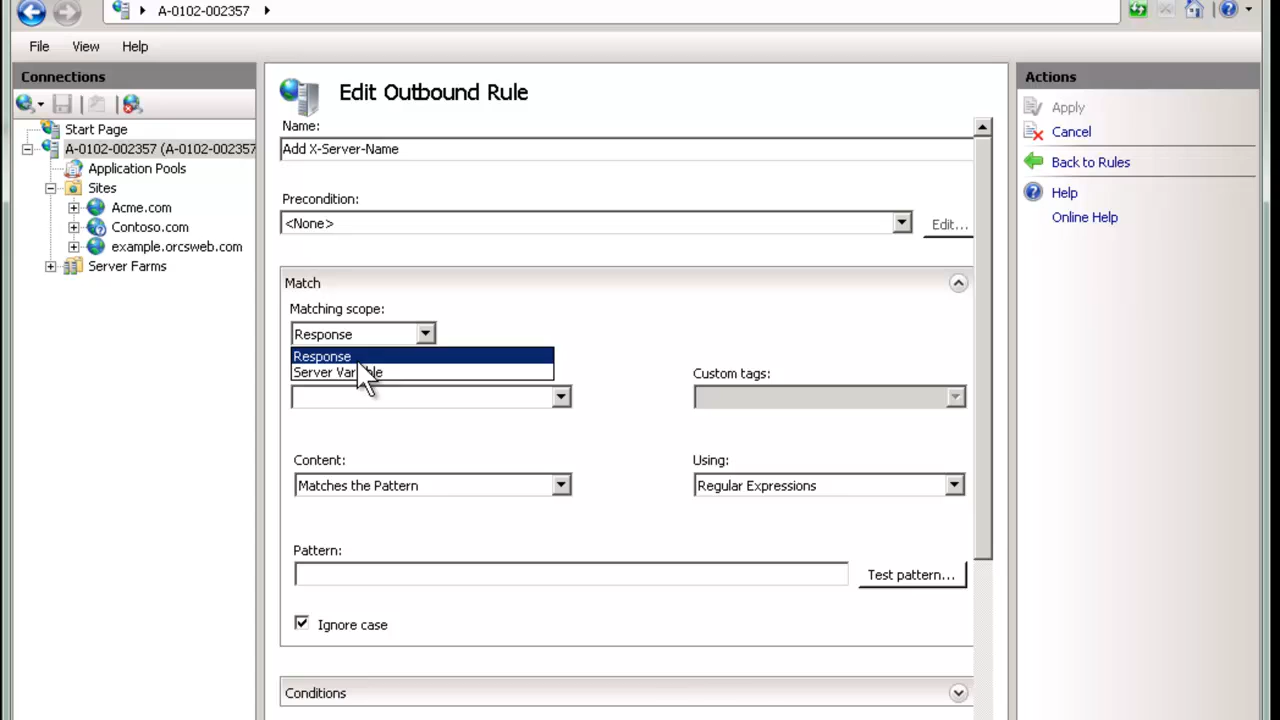 A-0102-002357
File View Help
Connections
Start Page
A-0102-002357 (A-0102-002357
Application Pools
Sites
Acme.com
Contoso.com
example.orcsweb.com
Server Farms
Edit Outbound Rule
Name:
Add X-Server-Name
Precondition:
<None>
Edit...
Match
Matching scope:
Response
Response
Server Variable
Custom tags:
Content:
Using:
Matches the Pattern
Regular Expressions
Pattern:
Test pattern...
Ignore case
Conditions
Actions
Apply
Cancel
Back to Rules
Help
Online Help